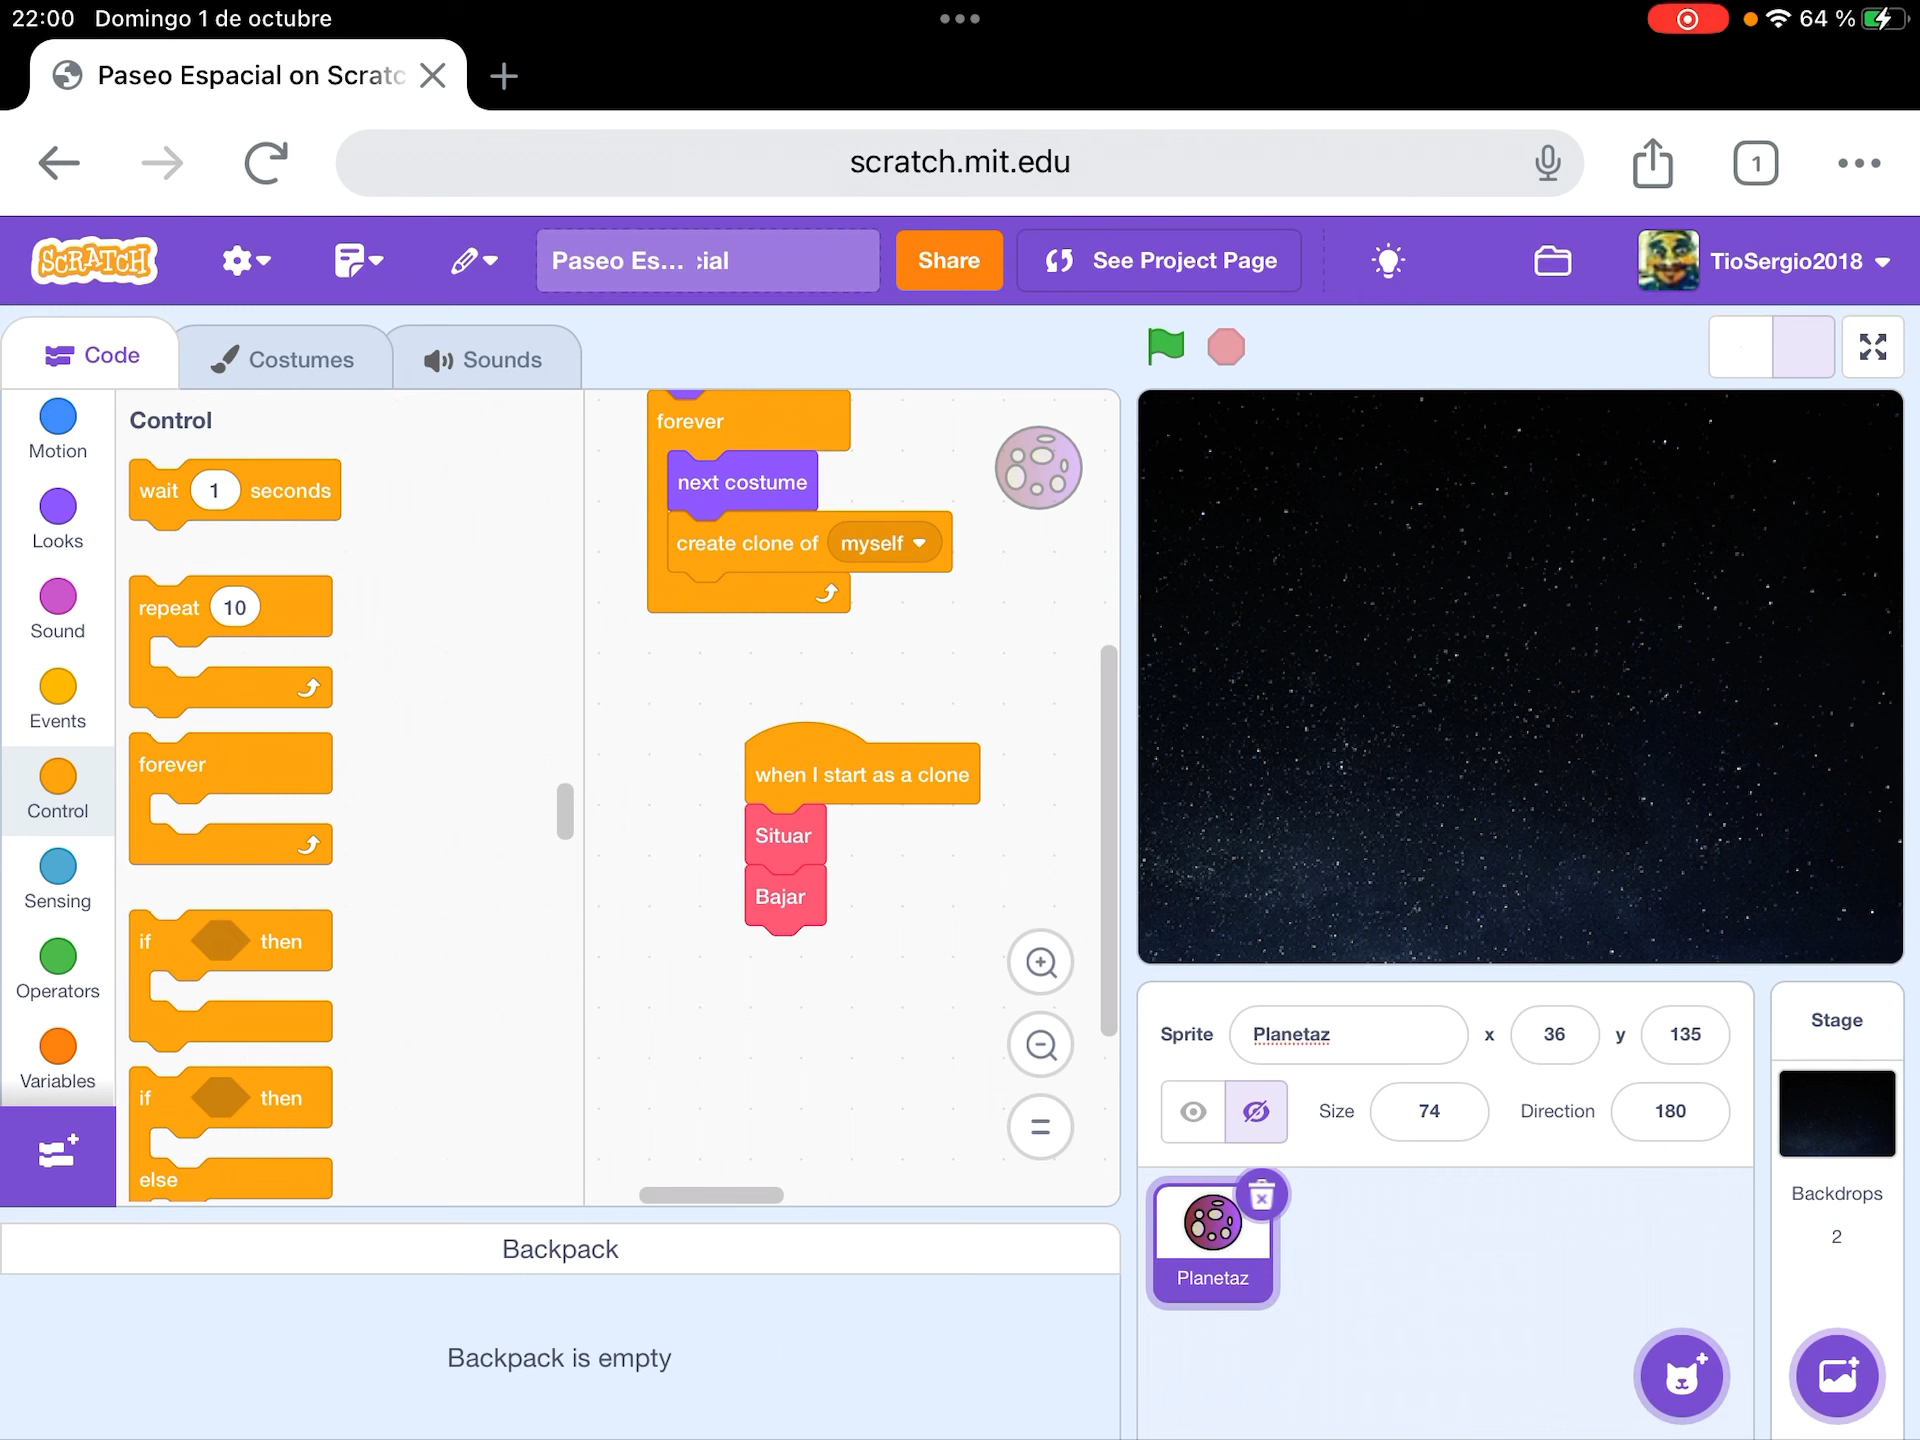 22:00 Domingo 1 de octubre
64 %
Paseo Espacial on Scratc
scratch.mit.edu
1
SCRATCH
Paseo Es... :ial
Share
See Project Page
TioSergio2018
Code
Costumes
Sounds
Motion
Looks
Sound
Events
Control
Sensing
Operators
Variables
Control
wait 1 seconds
repeat 10
forever
if then
if then
else
forever
next costume
create clone of myself
when I start as a clone
Situar
Bajar
Backpack
Backpack is empty
Sprite Planetaz x 36 y 135
Size 74 Direction 180
Planetaz
Stage
Backdrops
2